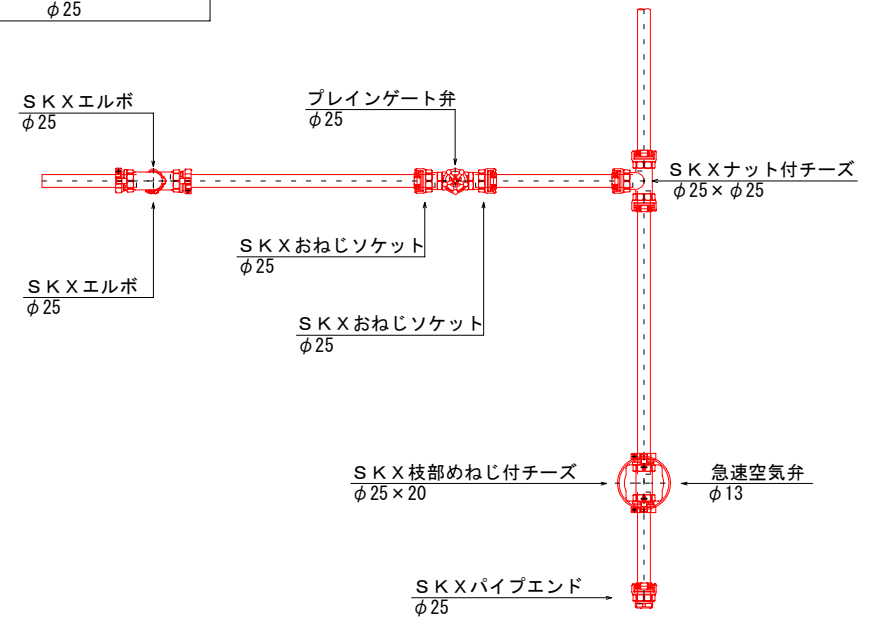 φ25
ＳＫＸエルボ
φ25
プレインゲート弁
φ25
ＳＫＸナット付チーズ
φ25×φ25
ＳＫＸおねじソケット
φ25
ＳＫＸエルボ
φ25
ＳＫＸおねじソケット
φ25
ＳＫＸ枝部めねじ付チーズ
φ25×20
急速空気弁
φ13
ＳＫＸパイプエンド
φ25